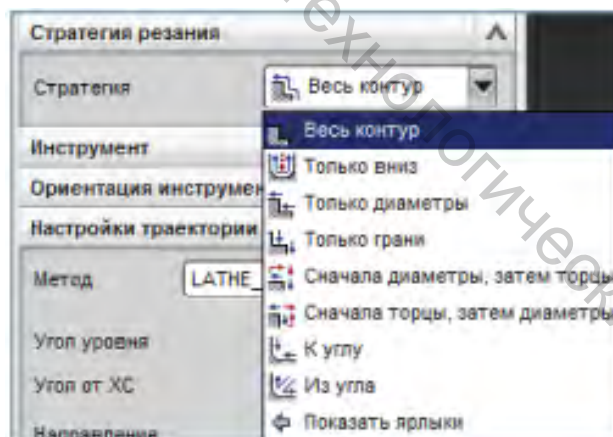 Стратегия резания
Стратегия
Весь контур
Весь контур
Инструмент
Только вниз
Ориентация инструмен
Только диаметры
Настройки траектории
Только грани
Метод
LATHE_
Сначала диаметры, затем торцы
Сначала торцы, затем диаметры
Угол уровня
К углу
Угол от XC
Из угла
Направление
Показать ярлыки
технологическ